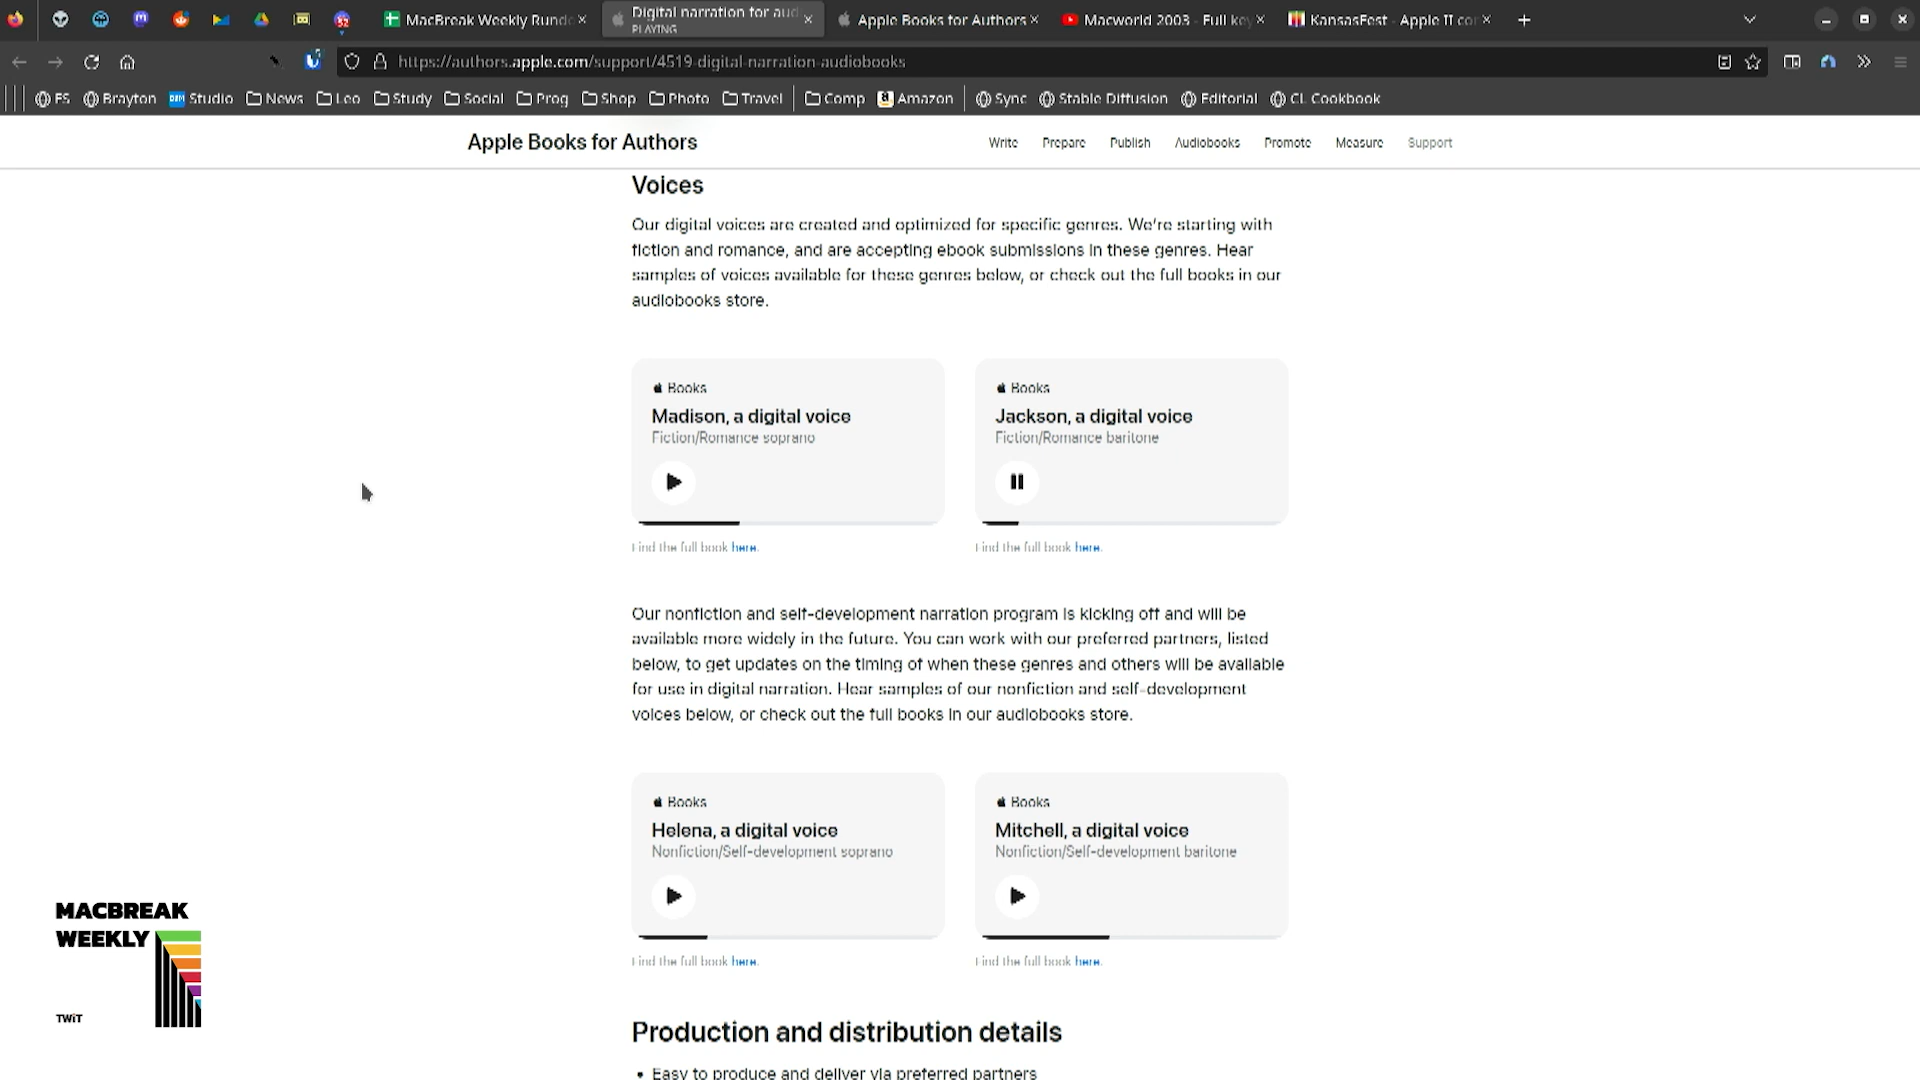 MacBreak Weekly Rund
Digital narration for aud
PLAYING
Apple Books for Authors
Macworld 2003 - Full key
KansasFest - Apple II co
https://authors.apple.com/support/4519-digital-narration-audiobooks
FS
Brayton
Studio
News
Leo
Study
Social
Prog
Shop
Photo
Travel
Comp
Amazon
Sync
Stable Diffusion
Editorial
CL Cookbook
Apple Books for Authors
Write
Prepare
Publish
Audiobooks
Promote
Measure
Support
Voices
Our digital voices are created and optimized for specific genres. We're starting with
fiction and romance, and are accepting ebook submissions in these genres. Hear
samples of voices available for these genres below, or check out the full books in our
audiobooks store.
Books
Madison, a digital voice
Fiction/Romance soprano
Find the full book here.
Books
Jackson, a digital voice
Fiction/Romance baritone
Find the full book here.
Our nonfiction and self-development narration program is kicking off and will be
available more widely in the future. You can work with our preferred partners, listed
below, to get updates on the timing of when these genres and others will be available
for use in digital narration. Hear samples of our nonfiction and self-development
voices below, or check out the full books in our audiobooks store.
Books
Helena, a digital voice
Nonfiction/Self-development soprano
Find the full book here.
Books
Mitchell, a digital voice
Nonfiction/Self-development baritone
Find the full book here.
Production and distribution details
• Easy to produce and deliver via preferred partners
MACBREAK
WEEKLY
TWiT